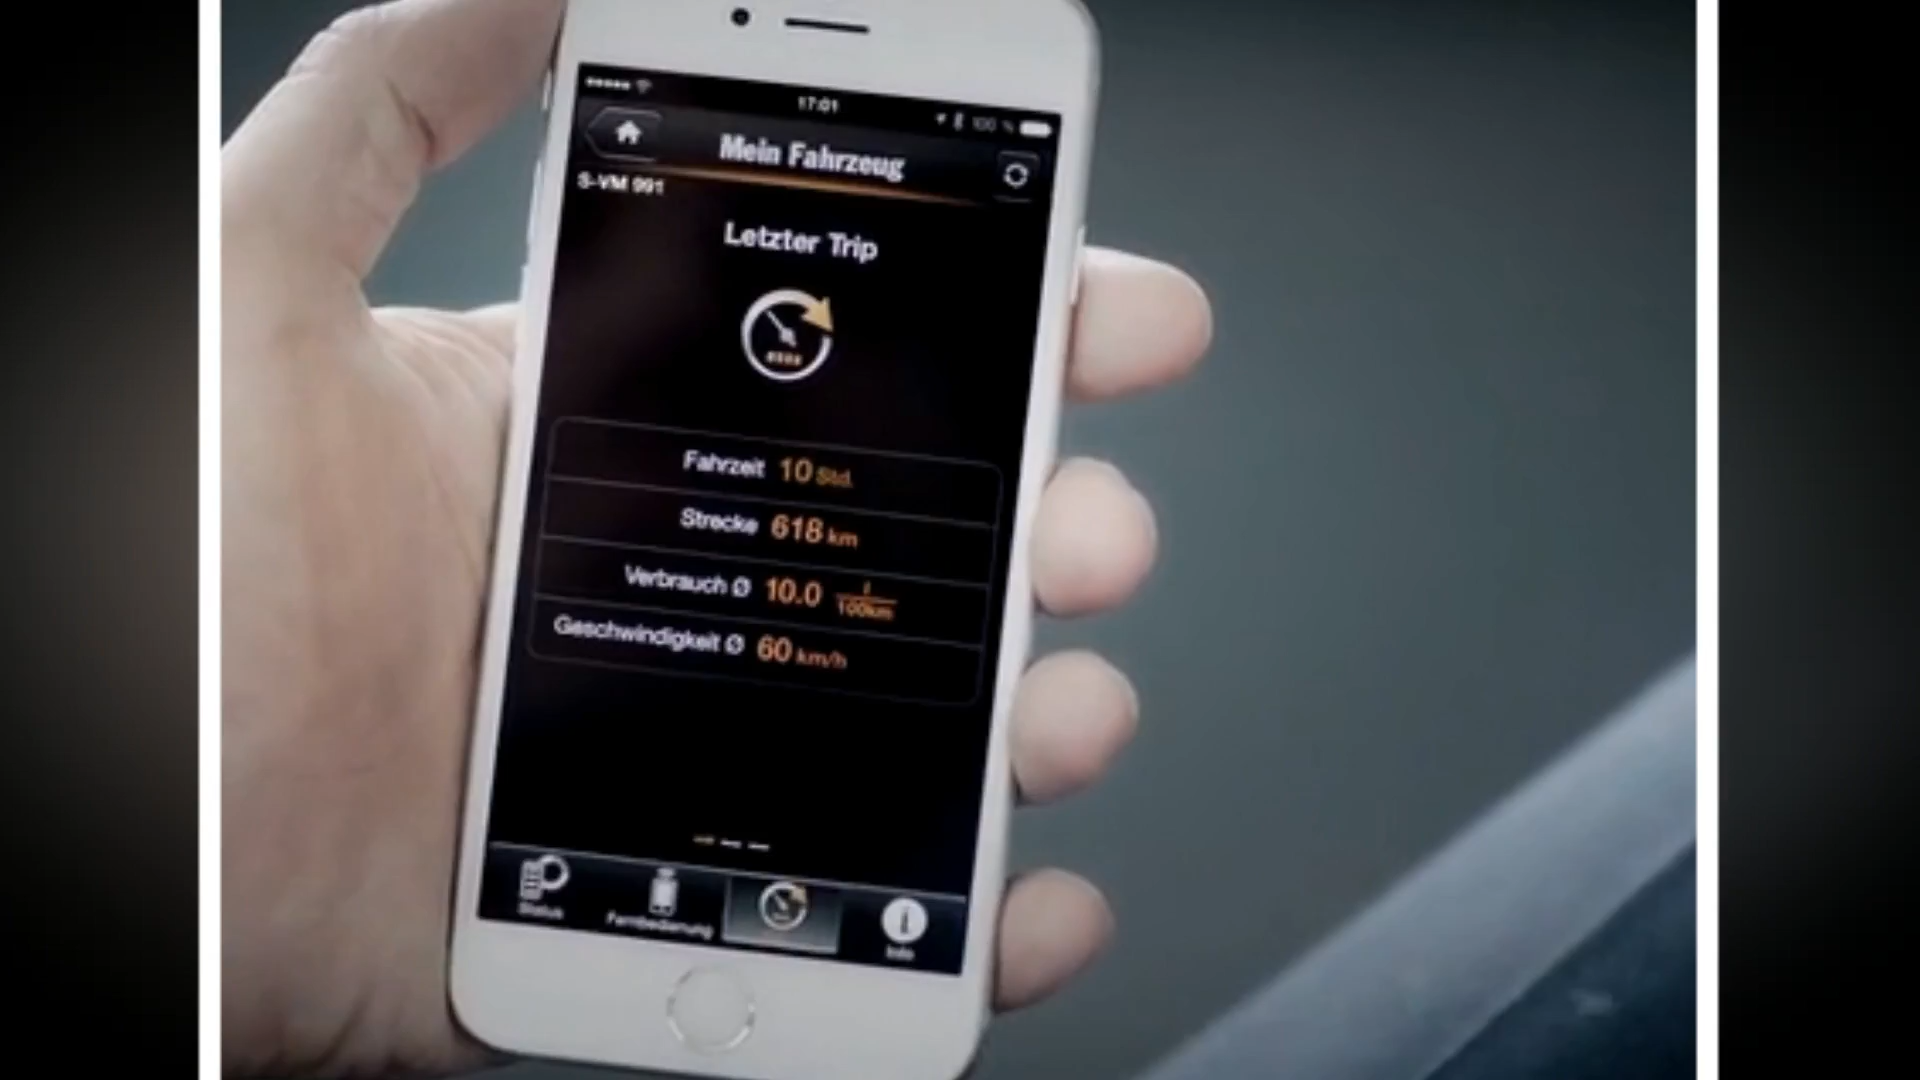 17:01
100 %
Mein Fahrzeug
S-VM 991
Letzter Trip
Fahrzeit 10 Std.
Strecke 618 km
Verbrauch Ø 10.0 l/100km
Geschwindigkeit Ø 60 km/h
Status
Fernbedienung
Info